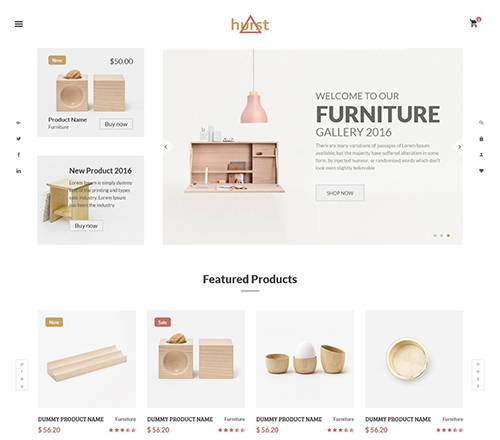 hurst
0
New
$50.00
Product Name
Furniture
Buy now
New Product 2016
Lorem Ipsum is simply dummy
text of the printing and types
sate industry. Lorem Ipsum
has been the industry.
Buy now
WELCOME TO OUR
FURNITURE
GALLERY 2016
There are many variations of passages of Lorem Ipsum
available, but the majority have suffered alteration in some
form, by injected humour, or randomised words which don't
look even slightly believable
SHOP NOW
Featured Products
prev
next
New
DUMMY PRODUCT NAME
Furniture
$ 56.20
Sale
DUMMY PRODUCT NAME
Furniture
$ 56.20
DUMMY PRODUCT NAME
Furniture
$ 56.20
DUMMY PRODUCT NAME
Furniture
$ 56.20